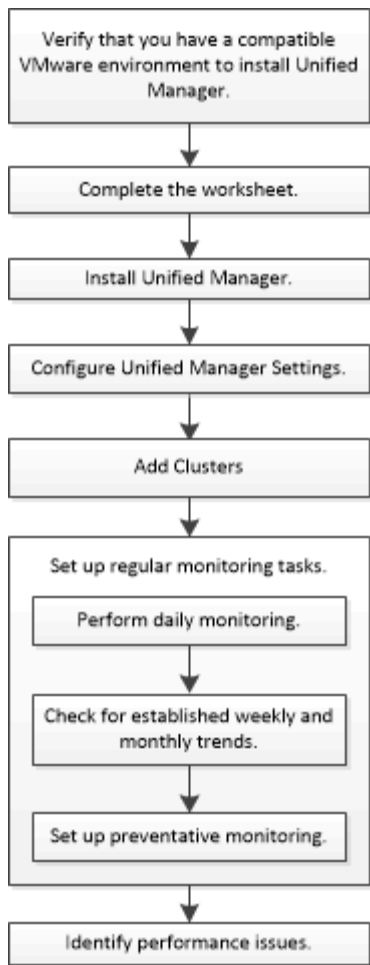 Verify that you have a compatible
VMware environment to install Unified
Manager.
Complete the worksheet.
Install Unified Manager.
Configure Unified Manager Settings.
Add Clusters
Set up regular monitoring tasks.
Perform daily monitoring.
Check for established weekly and
monthly trends.
Set up preventative monitoring.
Identify performance issues.